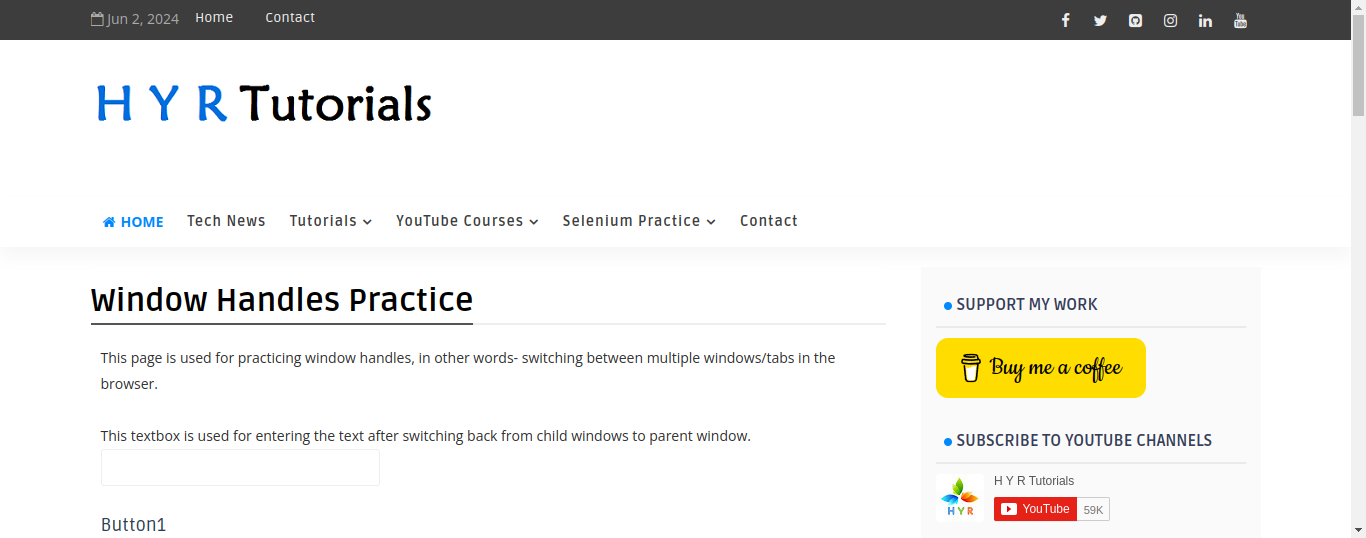 Jun 2, 2024 Home Contact
You Tube
H Y R Tutorials
HOME Tech News Tutorials YouTube Courses Selenium Practice Contact
Window Handles Practice
This page is used for practicing window handles, in other words- switching between multiple windows/tabs in the
browser.
This textbox is used for entering the text after switching back from child windows to parent window.
Button1
SUPPORT MY WORK
Buy me a coffee
SUBSCRIBE TO YOUTUBE CHANNELS
H Y R Tutorials
H Y R
YouTube 59K